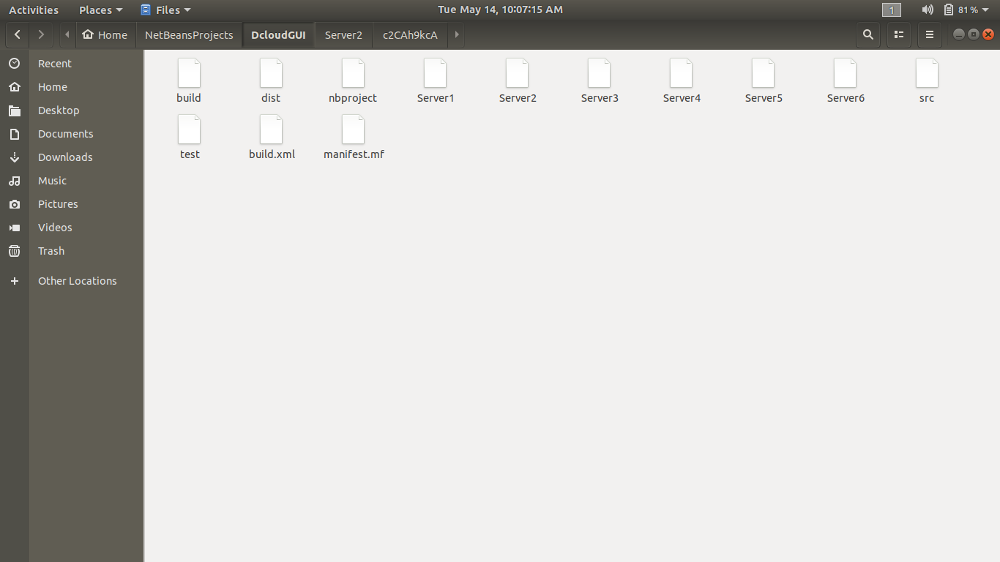 Activities Places Files Tue May 14, 10:07:15 AM 1 81%
Home NetBeansProjects DcloudGUI Server2 c2CAh9kcA
Recent
Home
Desktop
Documents
Downloads
Music
Pictures
Videos
Trash
Other Locations
build dist nbproject Server1 Server2 Server3 Server4 Server5 Server6 src
test build.xml manifest.mf